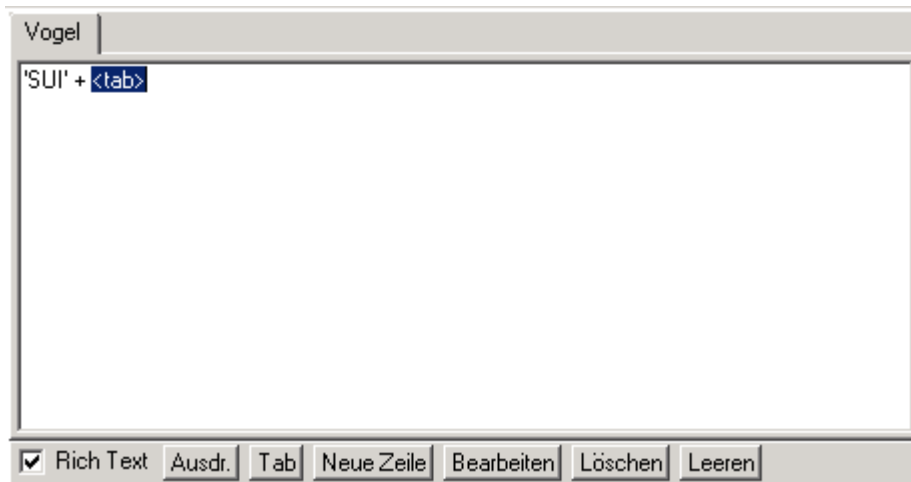 Vogel
'SUI' + <tab>
Rich Text Ausdr. Tab Neue Zeile Bearbeiten Löschen Leeren